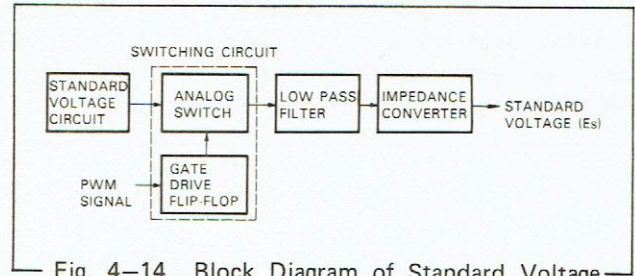 SWITCHING CIRCUIT
STANDARD
VOLTAGE
CIRCUIT
ANALOG
SWITCH
LOW PASS
FILTER
IMPEDANCE
CONVERTER
STANDARD
VOLTAGE (Es)
PWM
SIGNAL
GATE
DRIVE
FLIP-FLOP
Fig. 4–14 Block Diagram of Standard Voltage